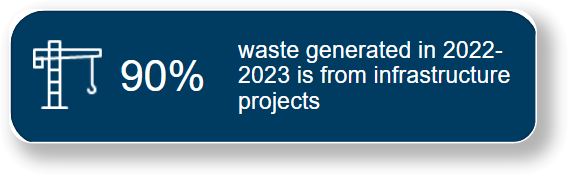 90%
waste generated in 2022-
2023 is from infrastructure
projects